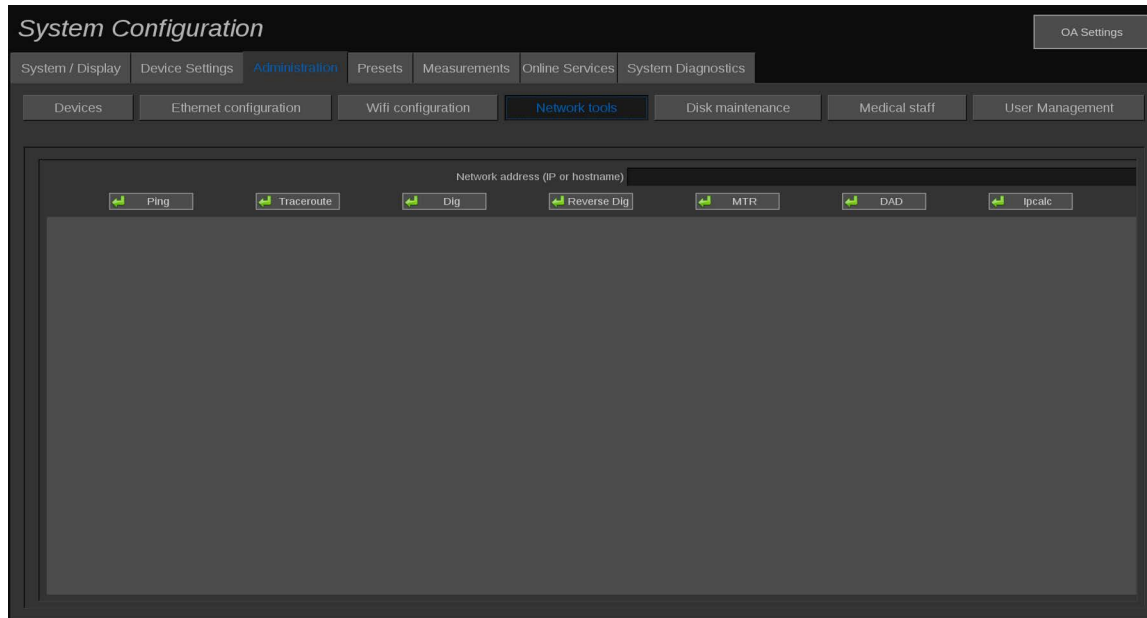 System Configuration
OA Settings
System / Display Device Settings Administration Presets Measurements Online Services System Diagnostics
Devices Ethernet configuration Wifi configuration Network tools Disk maintenance Medical staff User Management
Network address (IP or hostname)
Ping Traceroute Dig Reverse Dig MTR DAD Ipcalc